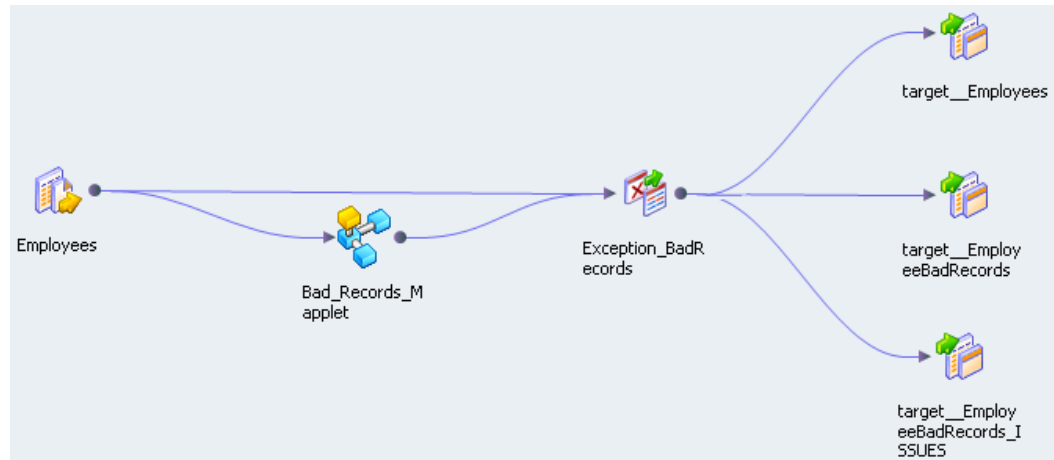 target__Employees
Employees
Bad_Records_M
applet
Exception_BadR
ecords
target__Employ
eeBadRecords
target__Employ
eeBadRecords_I
SSUES